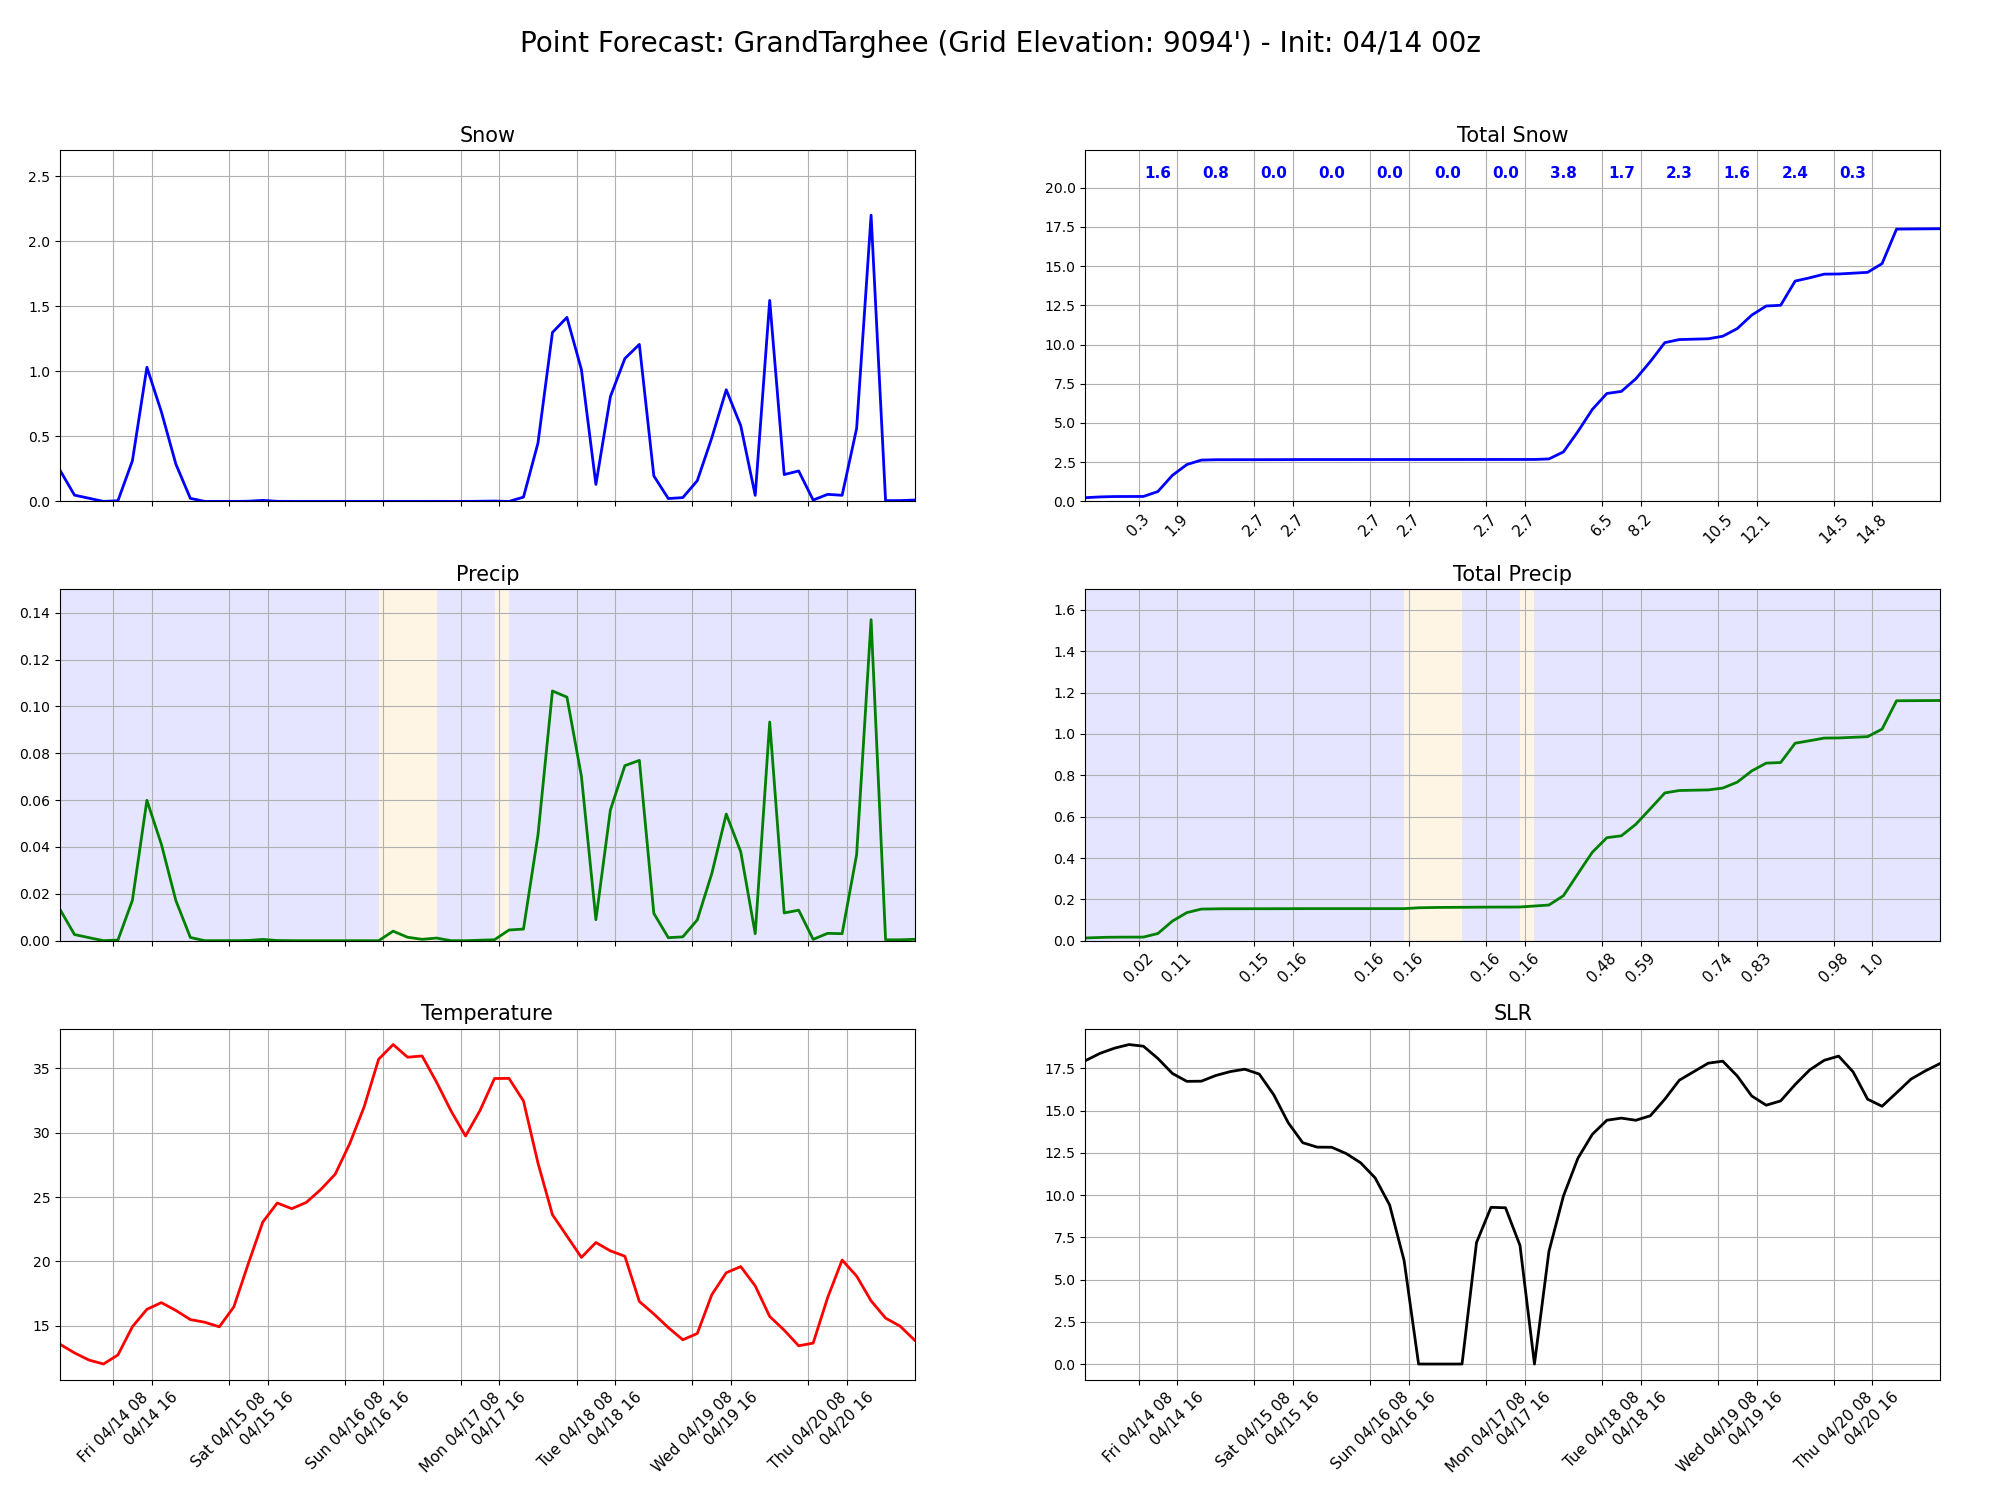 Point Forecast: GrandTarghee (Grid Elevation: 9094') - Init: 04/14 00z
Snow
2.5
2.0
1.5
1.0
0.5
0.0
Total Snow
1.6 0.8 0.0 0.0 0.0 0.0 0.0 3.8 1.7 2.3 1.6 2.4 0.3
20.0
17.5
15.0
12.5
10.0
7.5
5.0
2.5
0.0
0.3 1.9 2.7 2.7 2.7 2.7 2.7 2.7 6.5 8.2 10.5 12.1 14.5 14.8
Precip
0.14
0.12
0.10
0.08
0.06
0.04
0.02
0.00
Total Precip
1.6
1.4
1.2
1.0
0.8
0.6
0.4
0.2
0.0
0.02 0.11 0.15 0.16 0.16 0.16 0.16 0.16 0.48 0.59 0.74 0.83 0.98 1.0
Temperature
35
30
25
20
15
Fri 04/14 08
04/14 16
Sat 04/15 08
04/15 16
Sun 04/16 08
04/16 16
Mon 04/17 08
04/17 16
Tue 04/18 08
04/18 16
Wed 04/19 08
04/19 16
Thu 04/20 08
04/20 16
SLR
17.5
15.0
12.5
10.0
7.5
5.0
2.5
0.0
Fri 04/14 08
04/14 16
Sat 04/15 08
04/15 16
Sun 04/16 08
04/16 16
Mon 04/17 08
04/17 16
Tue 04/18 08
04/18 16
Wed 04/19 08
04/19 16
Thu 04/20 08
04/20 16